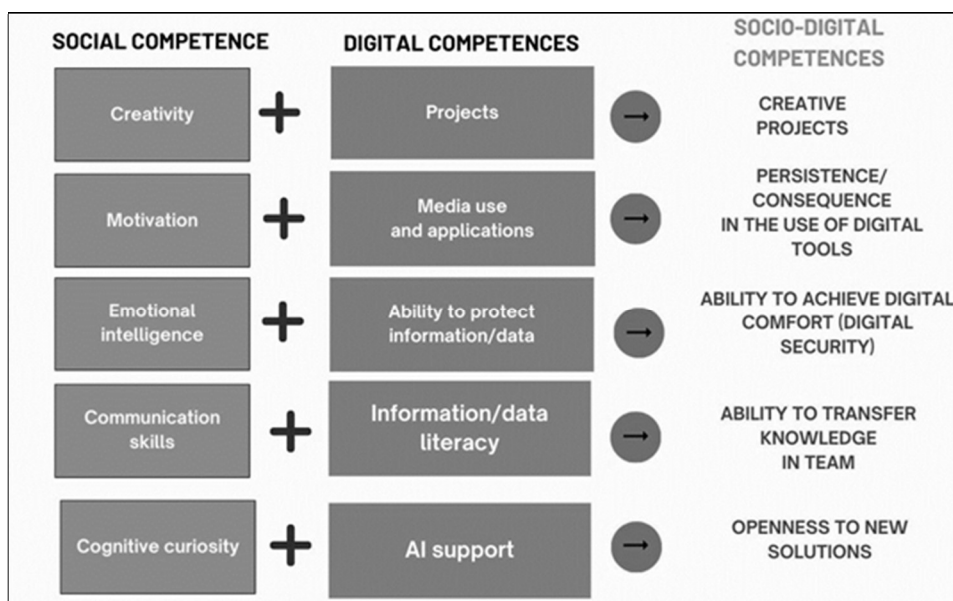 SOCIAL COMPETENCE
DIGITAL COMPETENCES
SOCIO-DIGITAL
COMPETENCES
Creativity
Projects
CREATIVE
PROJECTS
Motivation
Media use
and applications
PERSISTENCE/
CONSEQUENCE
IN THE USE OF DIGITAL
TOOLS
Emotional
intelligence
Ability to protect
information/data
ABILITY TO ACHIEVE DIGITAL
COMFORT (DIGITAL
SECURITY)
Communication
skills
Information/data
literacy
ABILITY TO TRANSFER
KNOWLEDGE
IN TEAM
Cognitive curiosity
AI support
OPENNESS TO NEW
SOLUTIONS